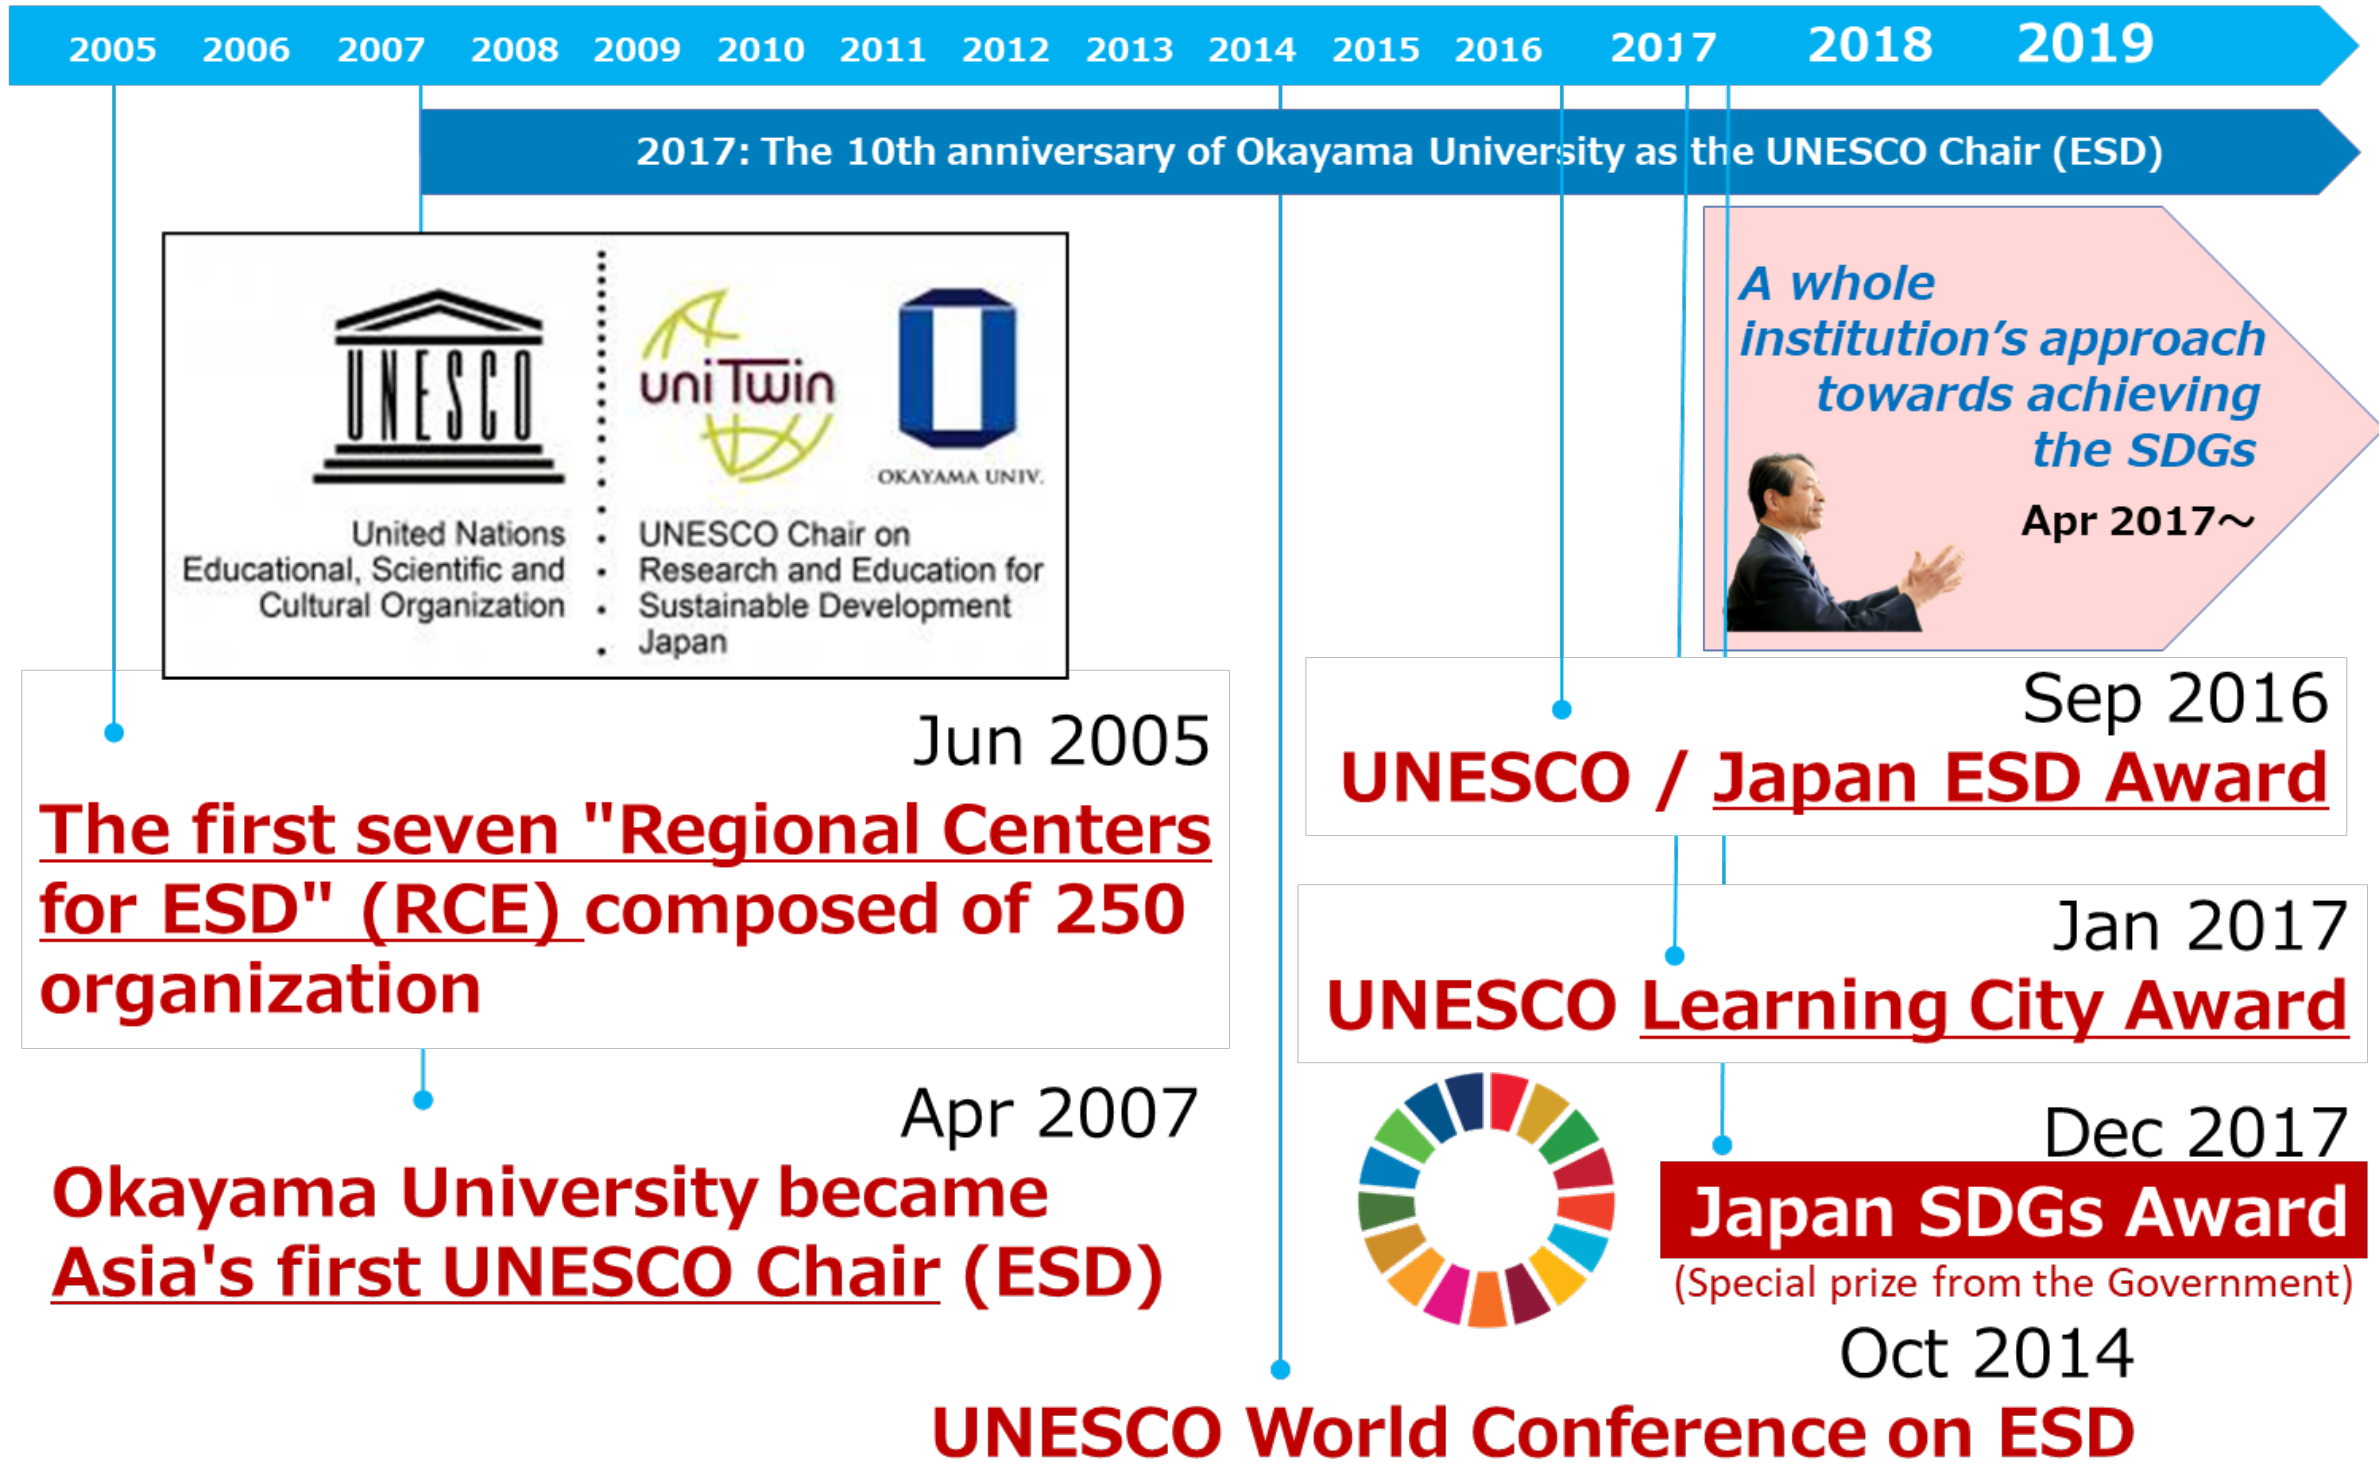 2005 2006 2007 2008 2009 2010 2011 2012 2013 2014 2015 2016 2017 2018 2019
2017: The 10th anniversary of Okayama University as the UNESCO Chair (ESD)
UNESCO
uniTwin
OKAYAMA UNIV.
United Nations
Educational, Scientific and
Cultural Organization
UNESCO Chair on
Research and Education for
Sustainable Development
Japan
A whole
institution's approach
towards achieving
the SDGs
Apr 2017～
Jun 2005
The first seven "Regional Centers
for ESD" (RCE) composed of 250
organization
Apr 2007
Okayama University became
Asia's first UNESCO Chair (ESD)
Sep 2016
UNESCO / Japan ESD Award
Jan 2017
UNESCO Learning City Award
Dec 2017
Japan SDGs Award
(Special prize from the Government)
Oct 2014
UNESCO World Conference on ESD